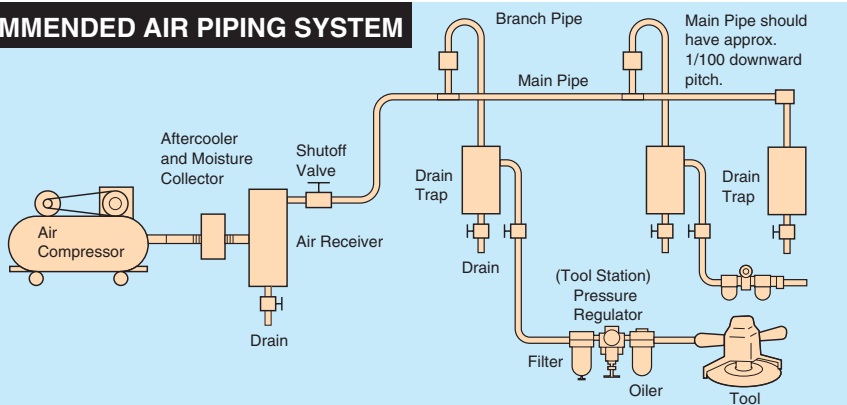 MMENDED AIR PIPING SYSTEM
Branch Pipe
Main Pipe should
have approx.
1/100 downward
pitch.
Main Pipe
Aftercooler
and Moisture
Collector
Shutoff
Valve
Drain
Trap
Drain
Trap
Air
Compressor
Air Receiver
Drain
(Tool Station)
Pressure
Regulator
Drain
Filter
Oiler
Tool